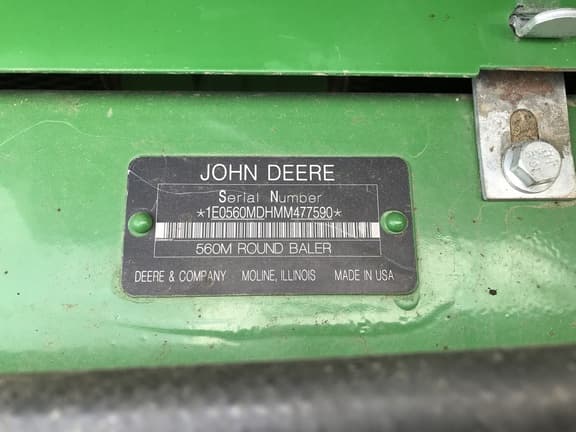 JOHN DEERE
Serial Number
*1E0560MDHMM477590*
560M ROUND BALER
DEERE & COMPANY MOLINE, ILLINOIS MADE IN USA